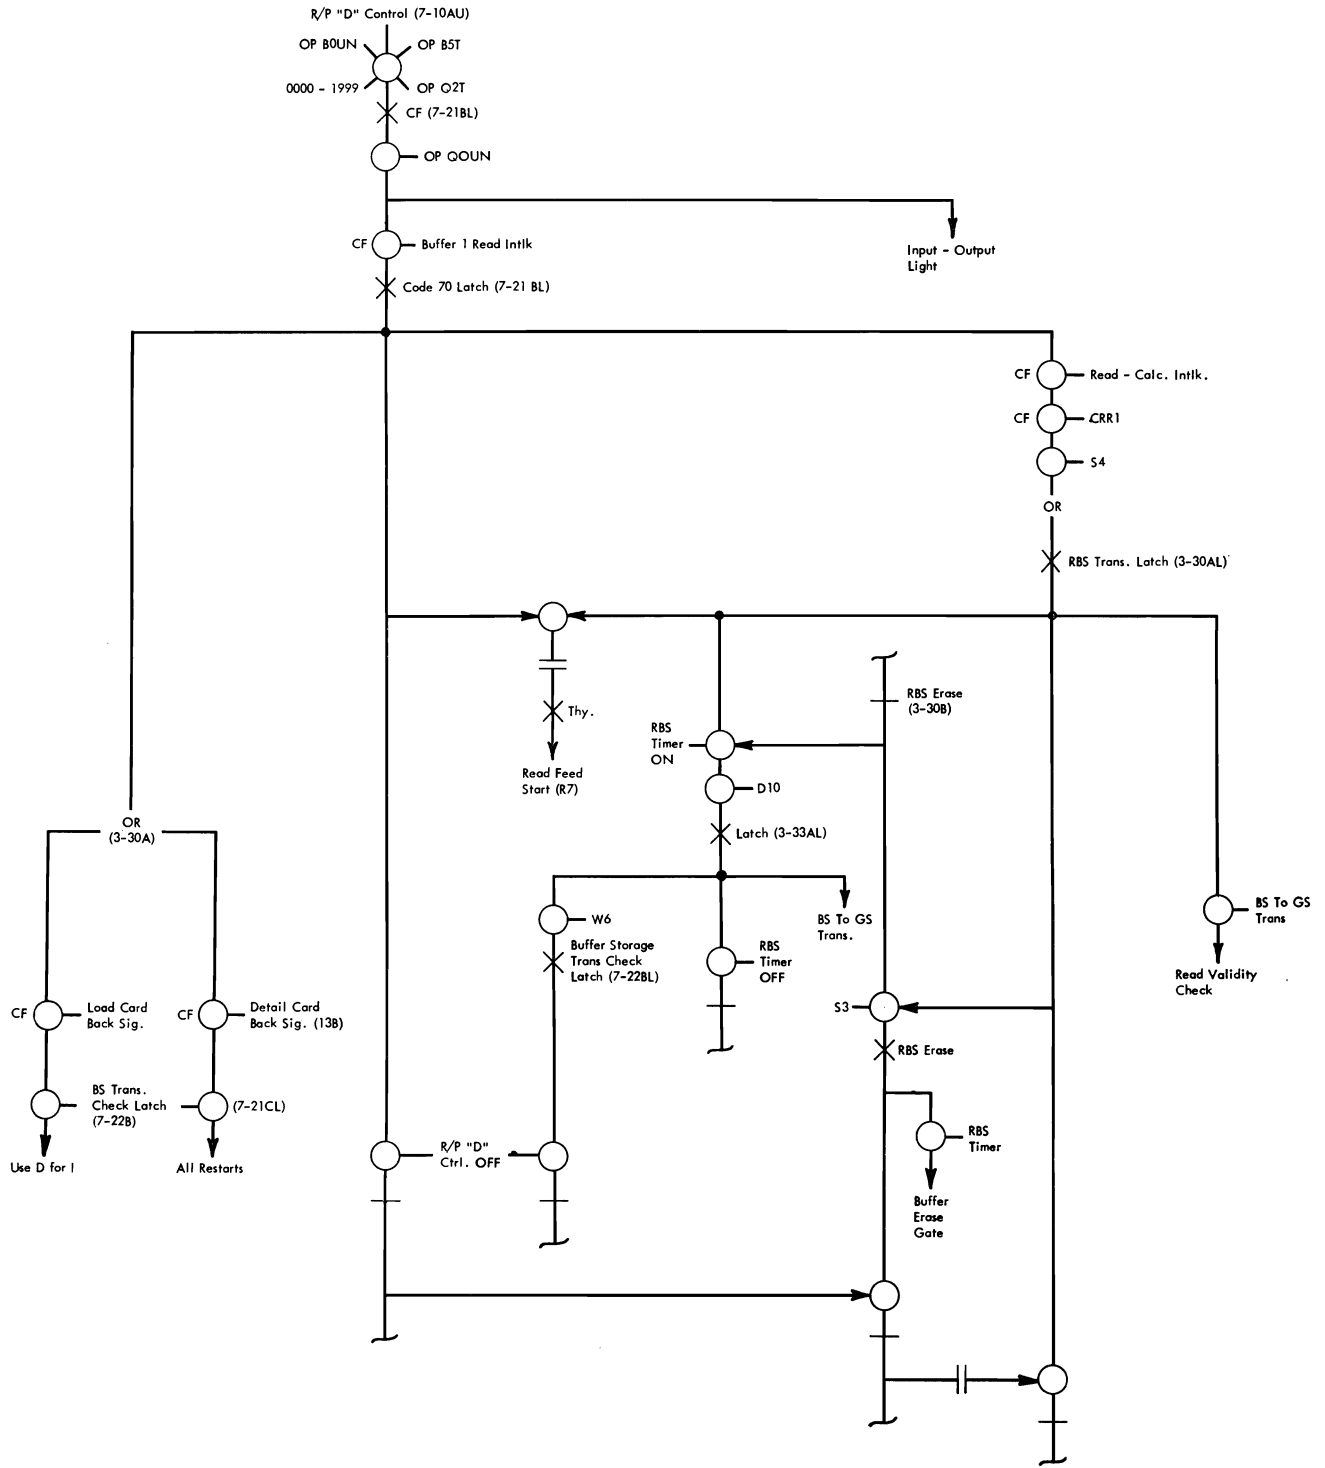 R/P "D" Control (7-10AU)
OP B0UN
OP B5T
0000 - 1999
OP Q2T
CF (7-21BL)
OP QOUN
CF
Buffer 1 Read Intlk
Input - Output
Light
Code 70 Latch (7-21 BL)
CF
Read - Calc. Intlk.
CF
CRR1
S4
OR
RBS Trans. Latch (3-30AL)
RBS Erase
(3-30B)
Thy.
RBS
Timer
ON
Read Feed
Start (R7)
D10
OR
(3-30A)
Latch (3-33AL)
W6
BS To GS
Trans.
BS To GS
Trans
Buffer Storage
Trans Check
Latch (7-22BL)
RBS
Timer
OFF
Read Validity
Check
CF
Load Card
Back Sig.
CF
Detail Card
Back Sig. (13B)
S3
RBS Erase
BS Trans.
Check Latch
(7-22B)
(7-21CL)
RBS
Timer
R/P "D"
Ctrl. OFF
Use D for I
All Restarts
Buffer
Erase
Gate